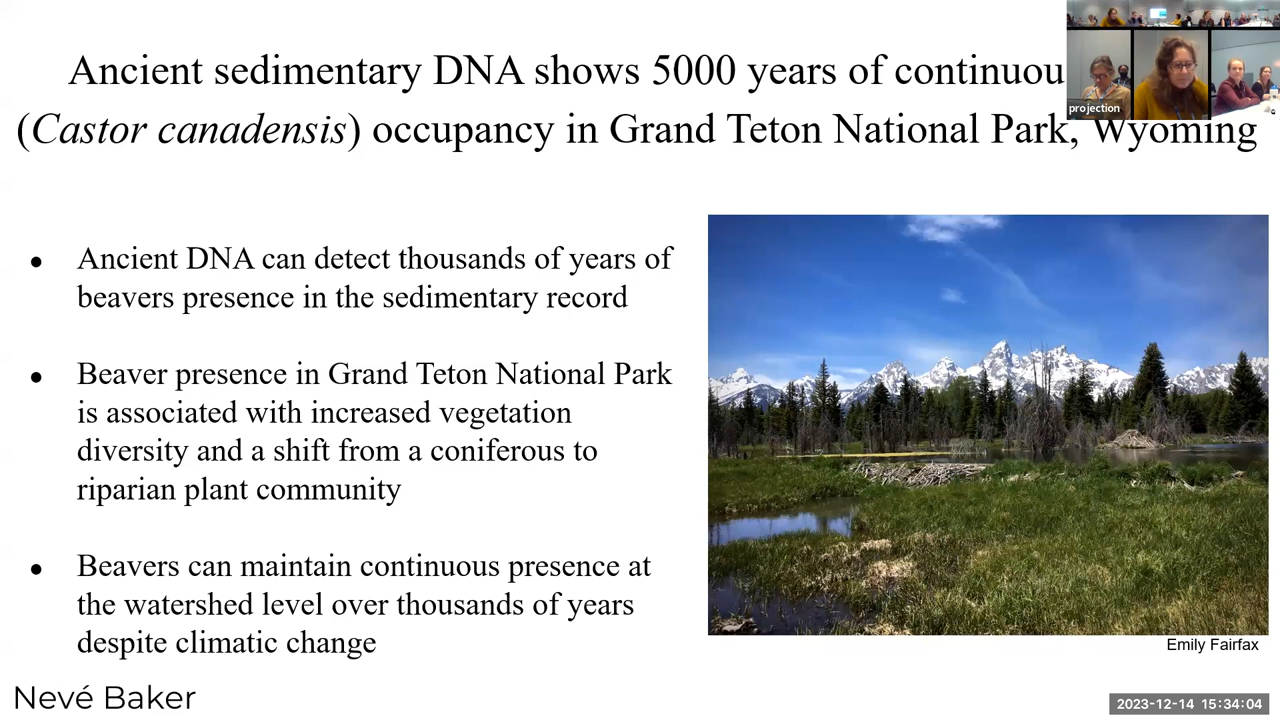 Ancient sedimentary DNA shows 5000 years of continuou
(Castor canadensis) occupancy in Grand Teton National Park, Wyoming
projection
• Ancient DNA can detect thousands of years of
beavers presence in the sedimentary record
• Beaver presence in Grand Teton National Park
is associated with increased vegetation
diversity and a shift from a coniferous to
riparian plant community
• Beavers can maintain continuous presence at
the watershed level over thousands of years
despite climatic change
Emily Fairfax
Nevé Baker
2023-12-14 15:34:04